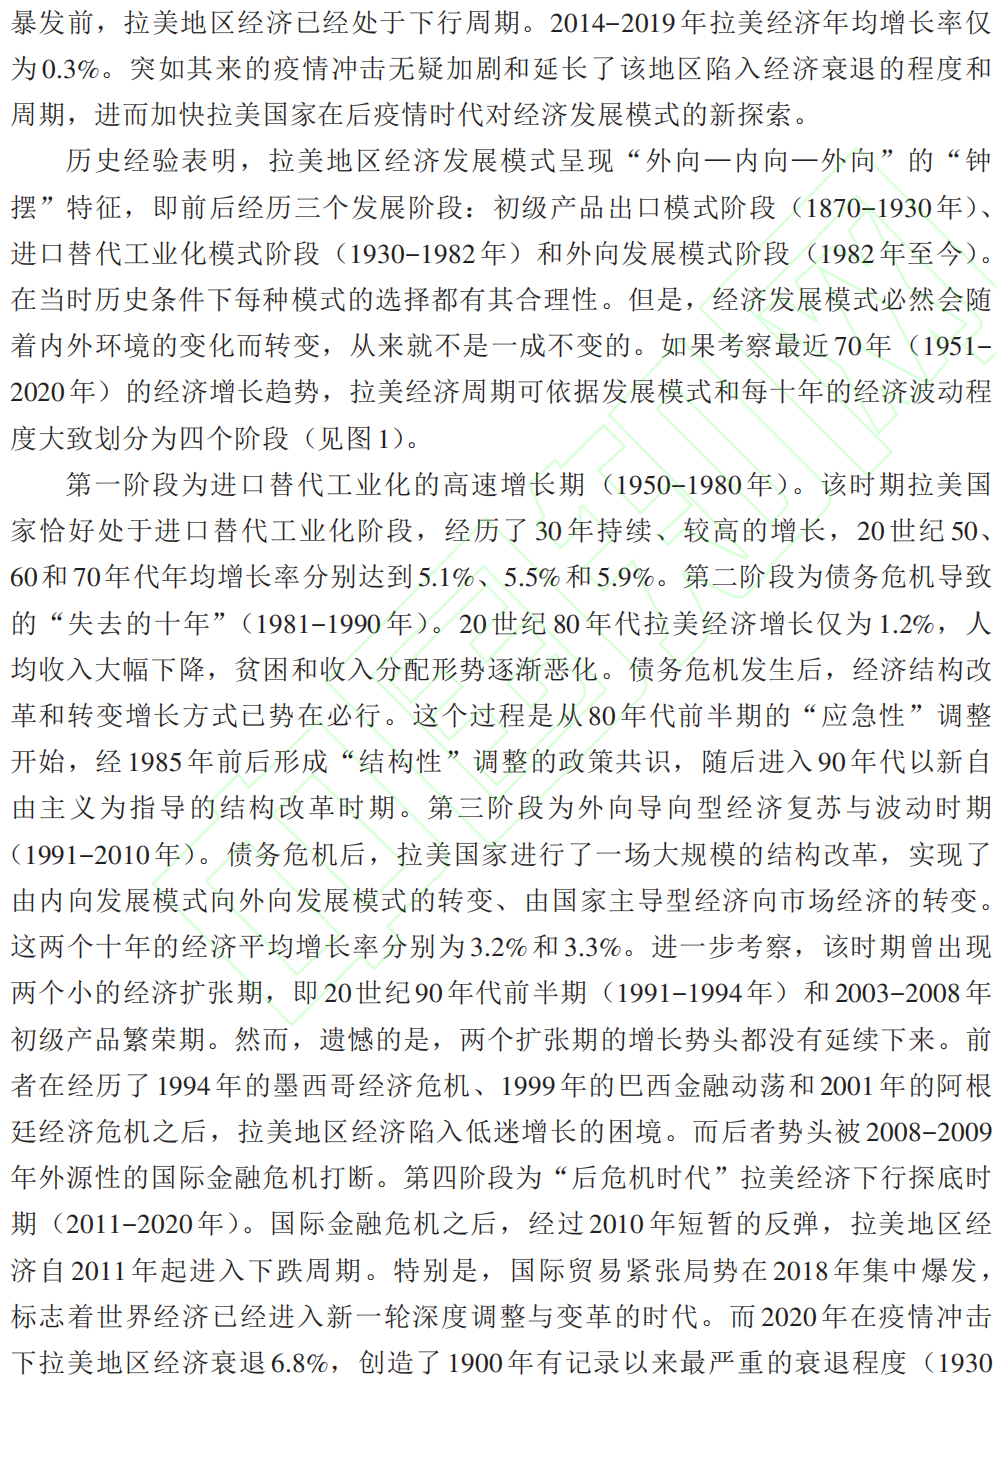 暴发前，拉美地区经济已经处于下行周期。2014-2019年拉美经济年均增长率仅
为0.3%。突如其来的疫情冲击无疑加剧和延长了该地区陷入经济衰退的程度和
周期，进而加快拉美国家在后疫情时代对经济发展模式的新探索。
历史经验表明，拉美地区经济发展模式呈现“外向—内向—外向”的“钟
摆”特征，即前后经历三个发展阶段：初级产品出口模式阶段（1870-1930年）、
进口替代工业化模式阶段（1930-1982年）和外向发展模式阶段（1982年至今）。
在当时历史条件下每种模式的选择都有其合理性。但是，经济发展模式必然会随
着内外环境的变化而转变，从来就不是一成不变的。如果考察最近70年（1951-
2020年）的经济增长趋势，拉美经济周期可依据发展模式和每十年的经济波动程
度大致划分为四个阶段（见图1）。
第一阶段为进口替代工业化的高速增长期（1950-1980年）。该时期拉美国
家恰好处于进口替代工业化阶段，经历了30年持续、较高的增长，20世纪50、
60和70年代年均增长率分别达到5.1%、5.5%和5.9%。第二阶段为债务危机导致
的“失去的十年”（1981-1990年）。20世纪80年代拉美经济增长仅为1.2%，人
均收入大幅下降，贫困和收入分配形势逐渐恶化。债务危机发生后，经济结构改
革和转变增长方式已势在必行。这个过程是从80年代前半期的“应急性”调整
开始，经1985年前后形成“结构性”调整的政策共识，随后进入90年代以新自
由主义为指导的结构改革时期。第三阶段为外向导向型经济复苏与波动时期
（1991-2010年）。债务危机后，拉美国家进行了一场大规模的结构改革，实现了
由内向发展模式向外向发展模式的转变、由国家主导型经济向市场经济的转变。
这两个十年的经济平均增长率分别为3.2%和3.3%。进一步考察，该时期曾出现
两个小的经济扩张期，即20世纪90年代前半期（1991-1994年）和2003-2008年
初级产品繁荣期。然而，遗憾的是，两个扩张期的增长势头都没有延续下来。前
者在经历了1994年的墨西哥经济危机、1999年的巴西金融动荡和2001年的阿根
廷经济危机之后，拉美地区经济陷入低迷增长的困境。而后者势头被2008-2009
年外源性的国际金融危机打断。第四阶段为“后危机时代”拉美经济下行探底时
期（2011-2020年）。国际金融危机之后，经过2010年短暂的反弹，拉美地区经
济自2011年起进入下跌周期。特别是，国际贸易紧张局势在2018年集中爆发，
标志着世界经济已经进入新一轮深度调整与变革的时代。而2020年在疫情冲击
下拉美地区经济衰退6.8%，创造了1900年有记录以来最严重的衰退程度（1930
中国知网